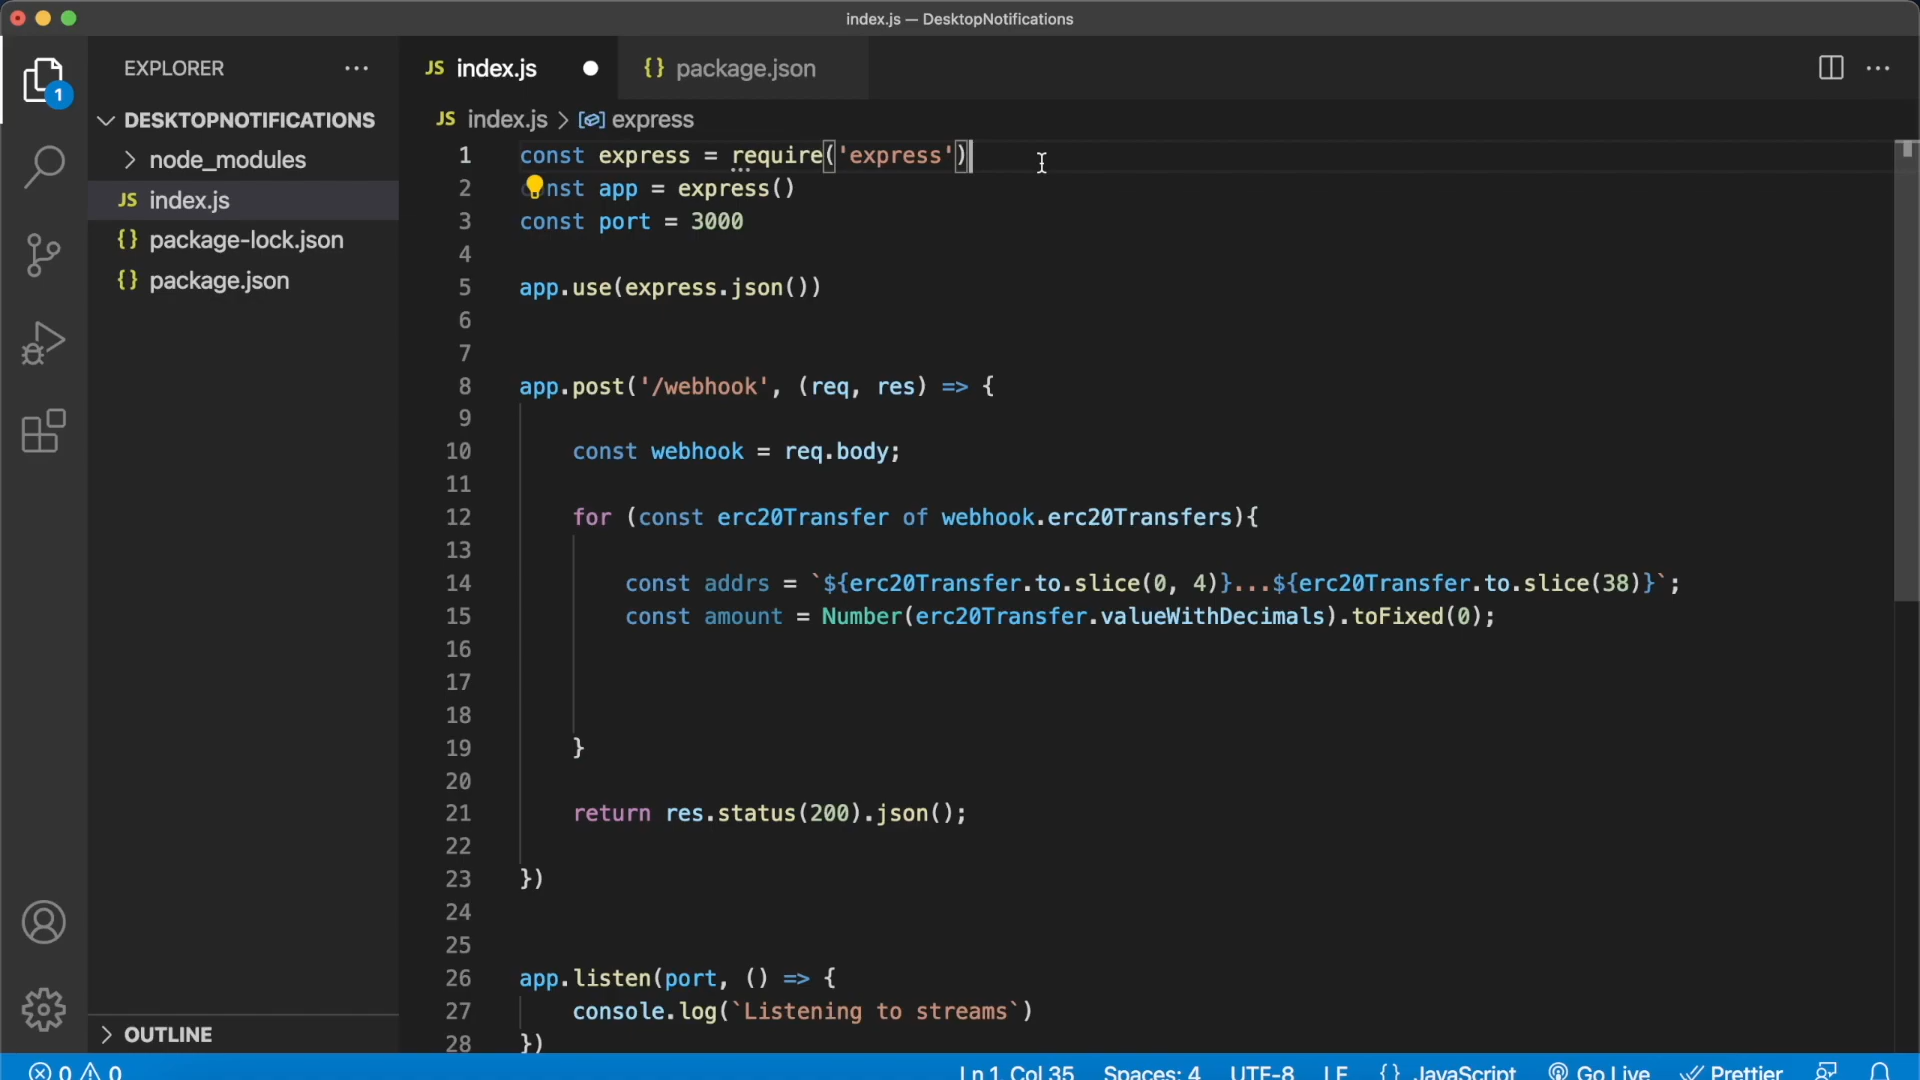 index.js — DesktopNotifications
EXPLORER
JS index.js
{} package.json
1
DESKTOPNOTIFICATIONS
node_modules
JS index.js
{} package-lock.json
{} package.json
OUTLINE
JS index.js > express
1 const express = require('express')
2 const app = express()
3 const port = 3000
4
5 app.use(express.json())
6
7
8 app.post('/webhook', (req, res) => {
9
10 const webhook = req.body;
11
12 for (const erc20Transfer of webhook.erc20Transfers){
13
14 const addrs = `${erc20Transfer.to.slice(0, 4)}...${erc20Transfer.to.slice(38)}`;
15 const amount = Number(erc20Transfer.valueWithDecimals).toFixed(0);
16
17
18
19 }
20
21 return res.status(200).json();
22
23 })
24
25
26 app.listen(port, () => {
27 console.log(`Listening to streams`)
28 })
0 0 Ln 1, Col 35 Spaces: 4 UTF-8 LF {} JavaScript Go Live Prettier